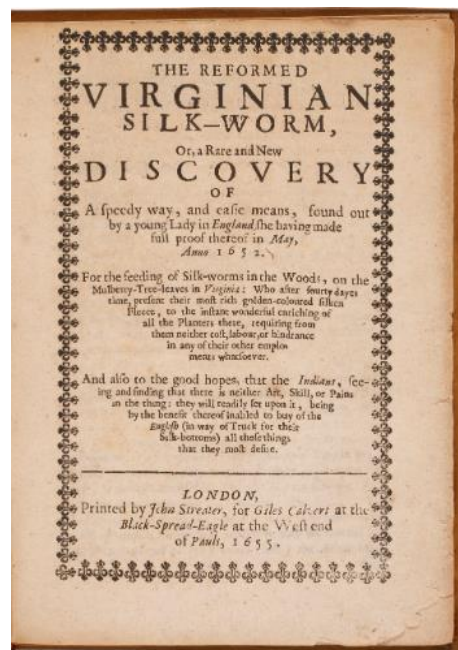 THE REFORMED
VIRGINIAN
SILK-WORM,
Or, a Rare and New
DISCOVERY
OF
A speedy way, and easie means, found out
by a young Lady in England, she having made
full proof thereof in May,
Anno 1652.
For the feeding of Silk-worms in the Woods, on the
Mulberry-Tree-leaves in Virginia: Who after fourty dayes
time, present their most rich golden-coloured silken
Fleece, to the instant wonderful enriching of
all the Planters there, requiring from
them neither cost, labour, or hindrance
in any of their other emploi
ments whatsoever.
And also to the good hopes, that the Indians, see-
ing and finding that there is neither Art, Skill, or Pains
in the thing: they will readily set upon it, being
by the benefit thereof inabled to buy of the
English (in way of Truck for their
Silk-bottoms) all those things
that they most desire.
LONDON,
Printed by John Streater, for Giles Calvert at the
Black-Spread-Eagle at the West end
of Pauls, 1655.